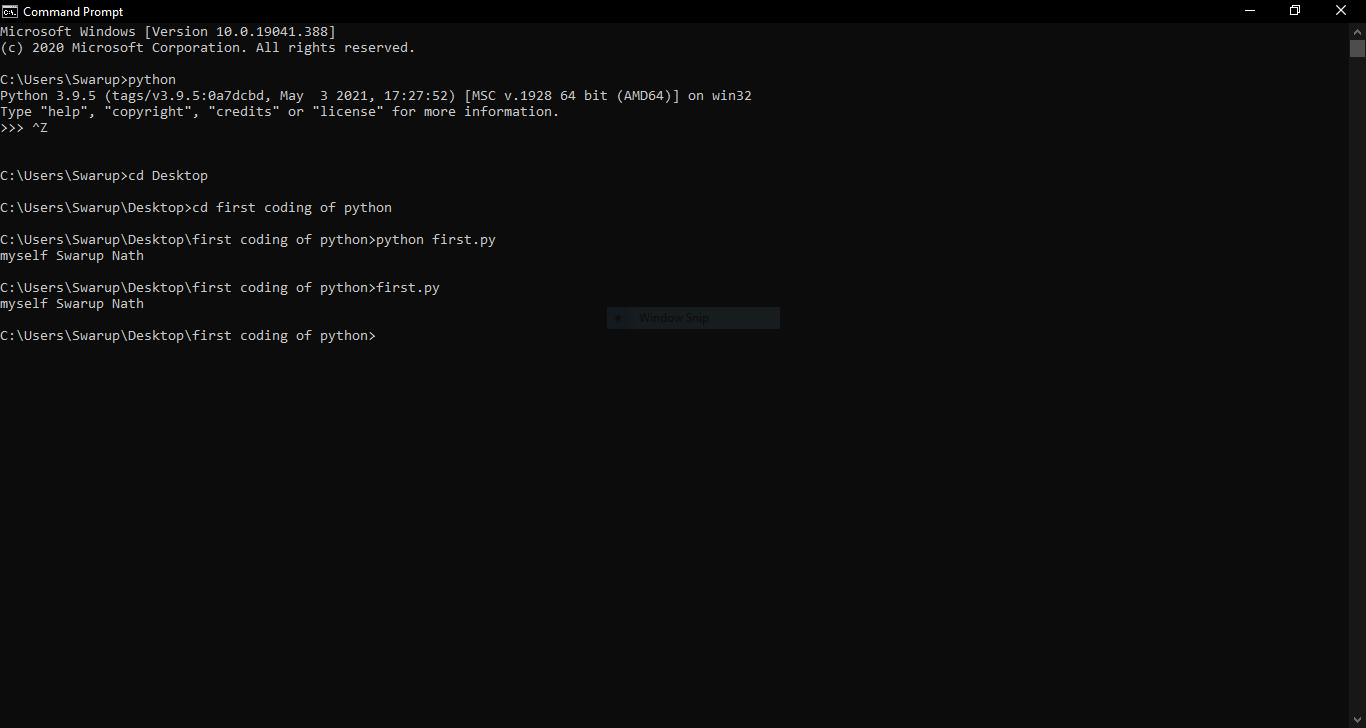 Command Prompt
Microsoft Windows [Version 10.0.19041.388]
(c) 2020 Microsoft Corporation. All rights reserved.
C:\Users\Swarup>python
Python 3.9.5 (tags/v3.9.5:0a7dcbd, May  3 2021, 17:27:52) [MSC v.1928 64 bit (AMD64)] on win32
Type "help", "copyright", "credits" or "license" for more information.
>>> ^Z
C:\Users\Swarup>cd Desktop
C:\Users\Swarup\Desktop>cd first coding of python
C:\Users\Swarup\Desktop\first coding of python>python first.py
myself Swarup Nath
C:\Users\Swarup\Desktop\first coding of python>first.py
myself Swarup Nath
Window Snip
C:\Users\Swarup\Desktop\first coding of python>